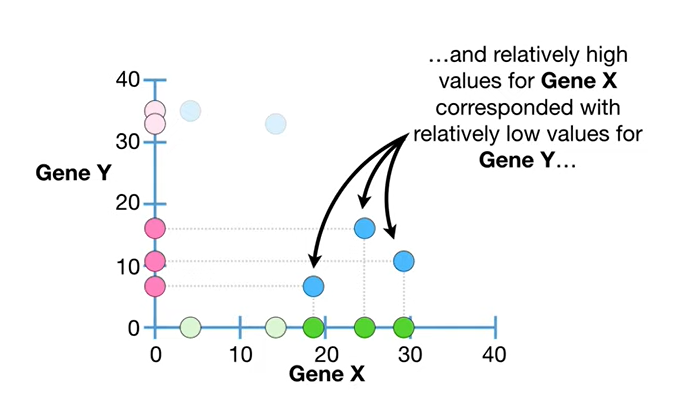 …and relatively high
values for Gene X
corresponded with
relatively low values for
Gene Y…
40
30
Gene Y
20
10
0
0 10 20 30 40
Gene X